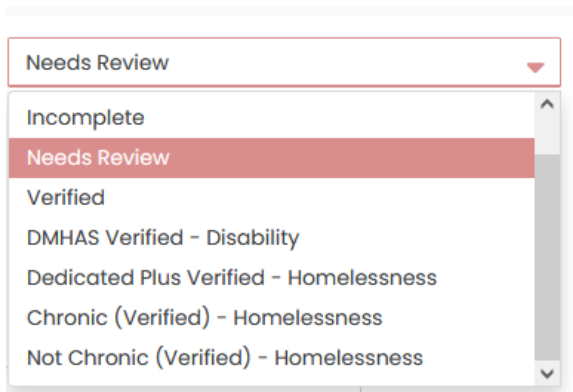 Needs Review
Incomplete
Needs Review
Verified
DMHAS Verified - Disability
Dedicated Plus Verified - Homelessness
Chronic (Verified) - Homelessness
Not Chronic (Verified) - Homelessness